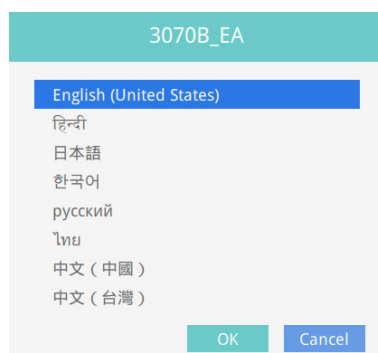 3070B_EA
English (United States)
हिन्दी
日本語
한국어
русский
ไทย
中文 ( 中國 )
中文 ( 台灣 )
OK Cancel